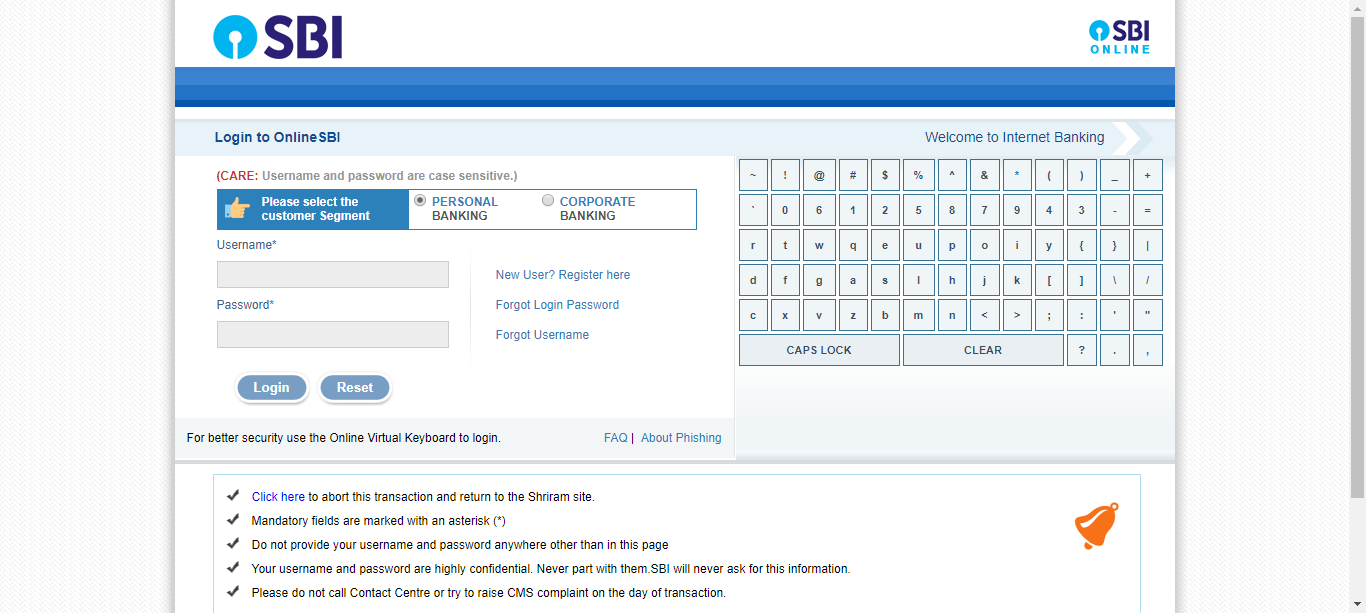 SBI
SBI
ONLINE
Login to OnlineSBI
Welcome to Internet Banking
(CARE: Username and password are case sensitive.)
Please select the
customer Segment
PERSONAL
BANKING
CORPORATE
BANKING
Username*
Password*
New User? Register here
Forgot Login Password
Forgot Username
Login Reset
For better security use the Online Virtual Keyboard to login.
FAQ | About Phishing
~ ! @ # $ % ^ & * ( ) _ +
` 0 6 1 2 5 8 7 9 4 3 - =
r t w q e u p o i y { } |
d f g a s l h j k [ ] \ /
c x v z b m n < > ; : ' "
CAPS LOCK CLEAR ? . ,
Click here to abort this transaction and return to the Shriram site.
Mandatory fields are marked with an asterisk (*)
Do not provide your username and password anywhere other than in this page
Your username and password are highly confidential. Never part with them.SBI will never ask for this information.
Please do not call Contact Centre or try to raise CMS complaint on the day of transaction.